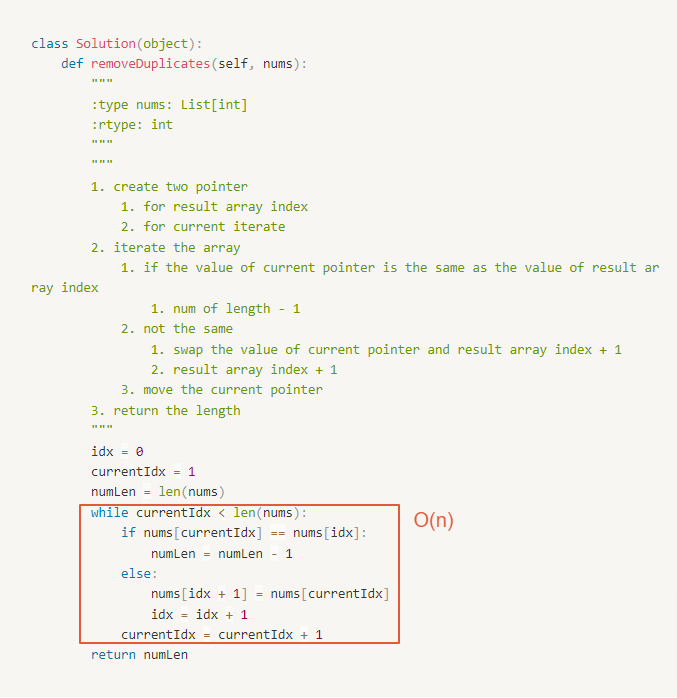 class Solution(object):
    def removeDuplicates(self, nums):
        """
        :type nums: List[int]
        :rtype: int
        """
        """
        1. create two pointer
            1. for result array index
            2. for current iterate
        2. iterate the array
            1. if the value of current pointer is the same as the value of result ar
ray index
                1. num of length - 1
            2. not the same
                1. swap the value of current pointer and result array index + 1
                2. result array index + 1
            3. move the current pointer
        3. return the length
        """
        idx = 0
        currentIdx = 1
        numLen = len(nums)
        while currentIdx < len(nums):
            if nums[currentIdx] == nums[idx]:
                numLen = numLen - 1
            else:
                nums[idx + 1] = nums[currentIdx]
                idx = idx + 1
            currentIdx = currentIdx + 1
        return numLen
O(n)